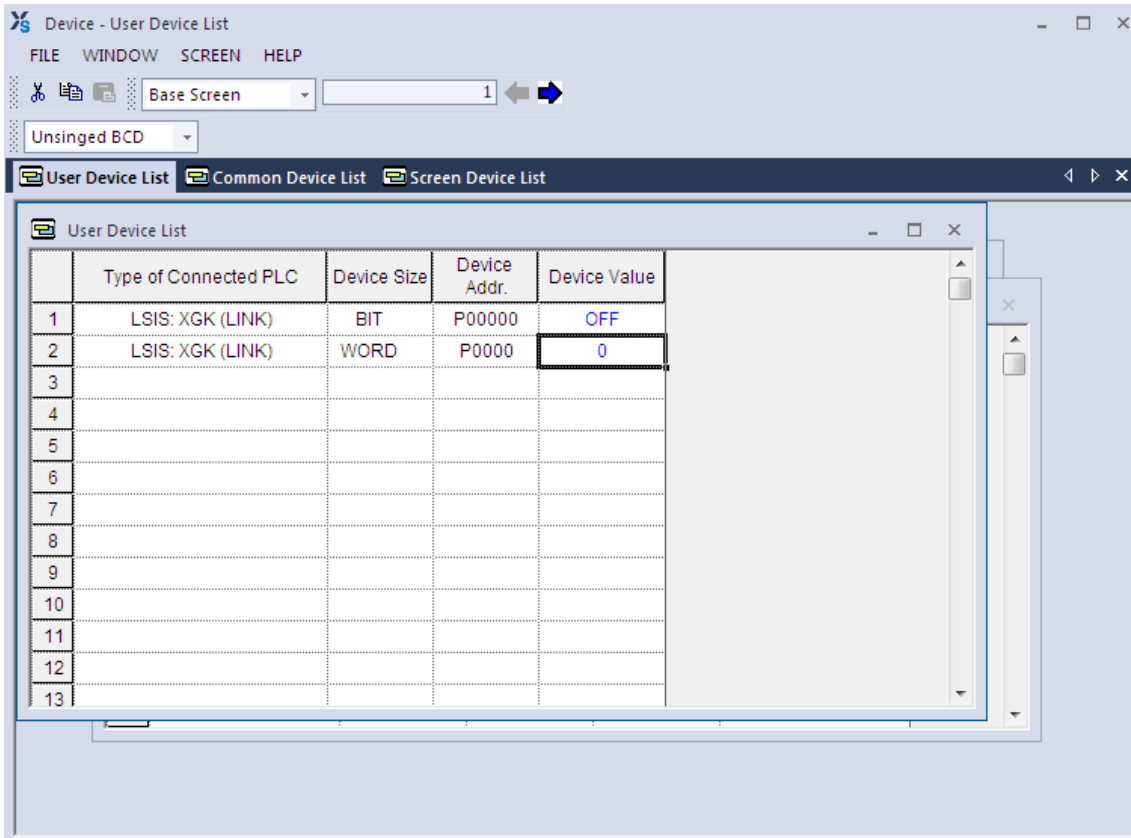 Device - User Device List
FILE WINDOW SCREEN HELP
Base Screen 1
Unsinged BCD
User Device List Common Device List Screen Device List
User Device List
Type of Connected PLC Device Size Device Addr. Device Value
1 LSIS: XGK (LINK) BIT P00000 OFF
2 LSIS: XGK (LINK) WORD P0000 0
3
4
5
6
7
8
9
10
11
12
13